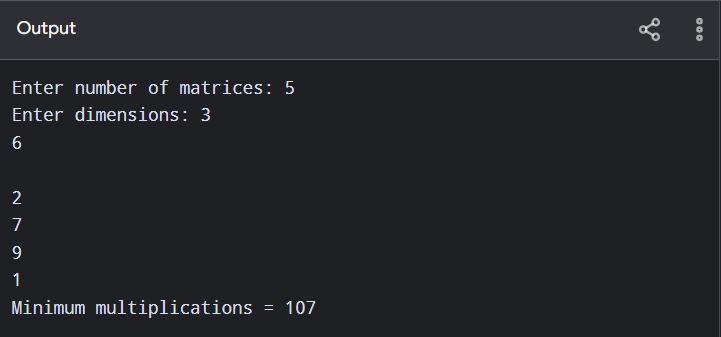 Output
Enter number of matrices: 5
Enter dimensions: 3
6
2
7
9
1
Minimum multiplications = 107